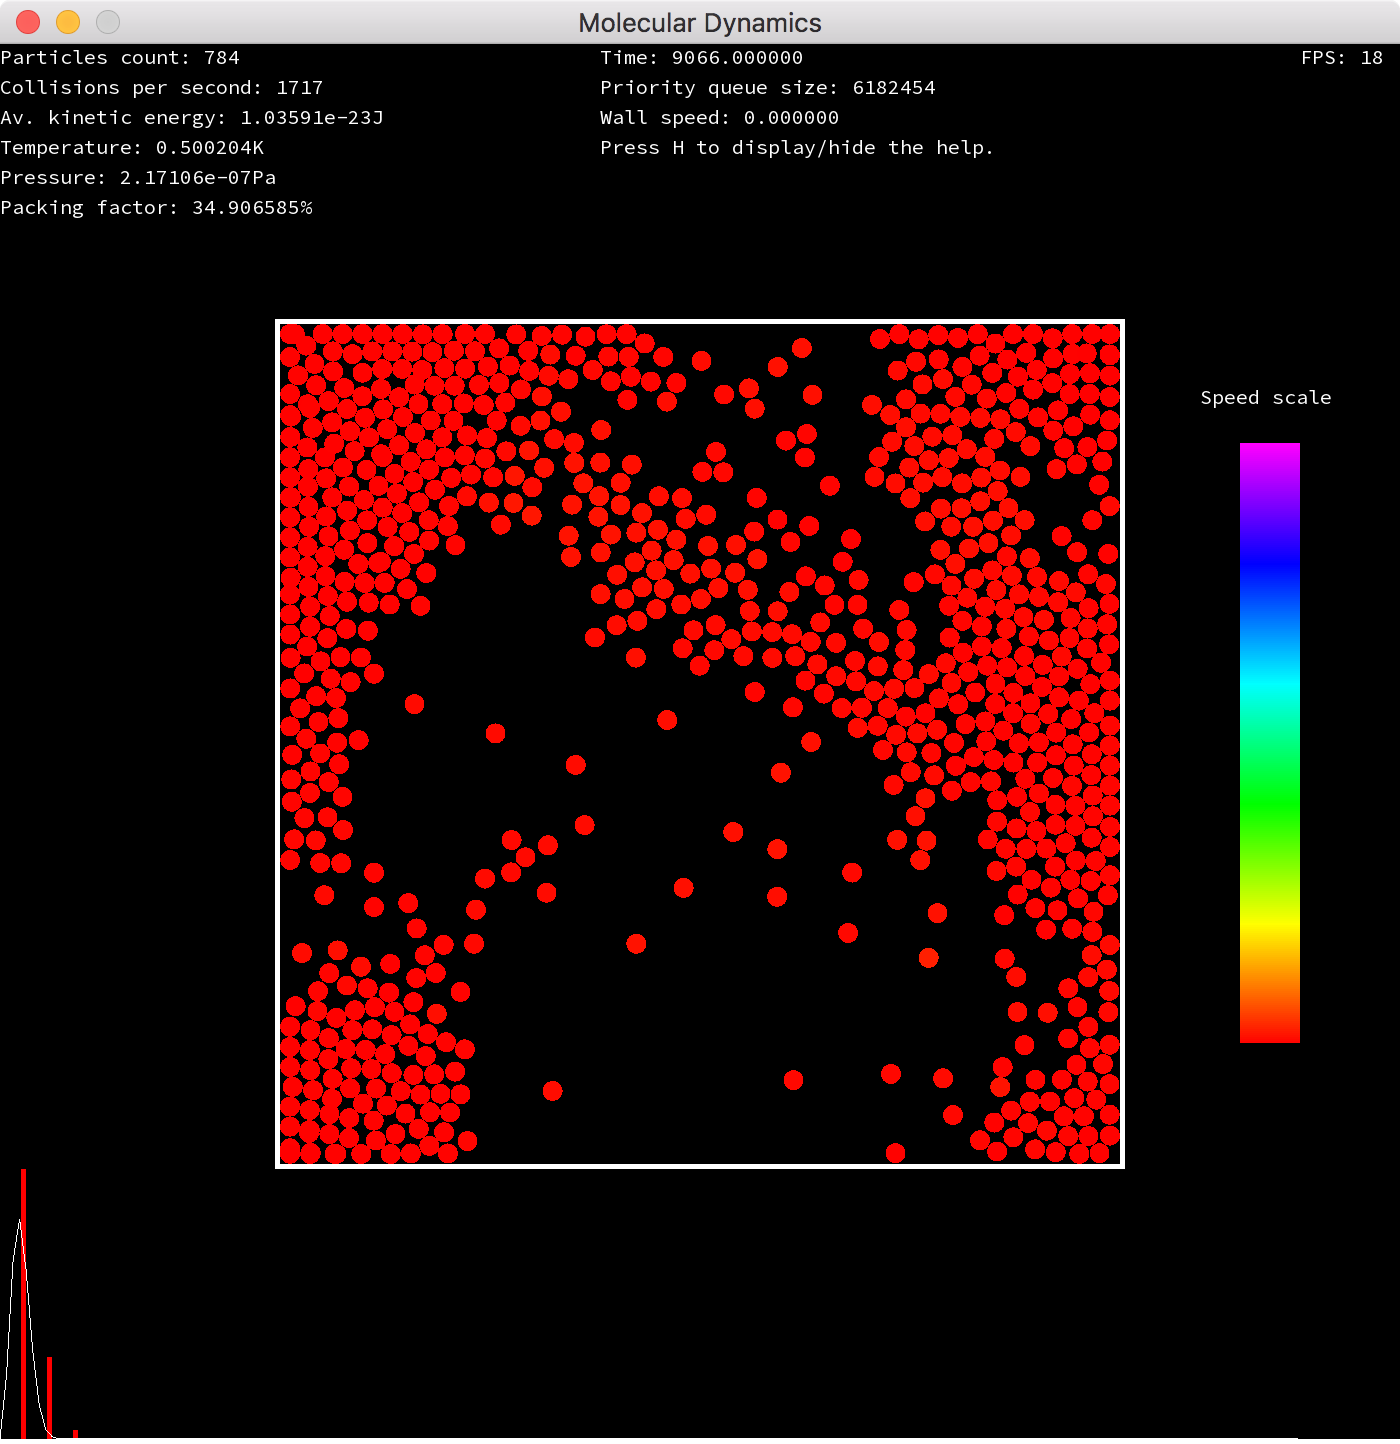 Molecular Dynamics
Particles count: 784
Collisions per second: 1717
Av. kinetic energy: 1.03591e-23J
Temperature: 0.500204K
Pressure: 2.17106e-07Pa
Packing factor: 34.906585%
Time: 9066.000000
Priority queue size: 6182454
Wall speed: 0.000000
Press H to display/hide the help.
FPS: 18
Speed scale